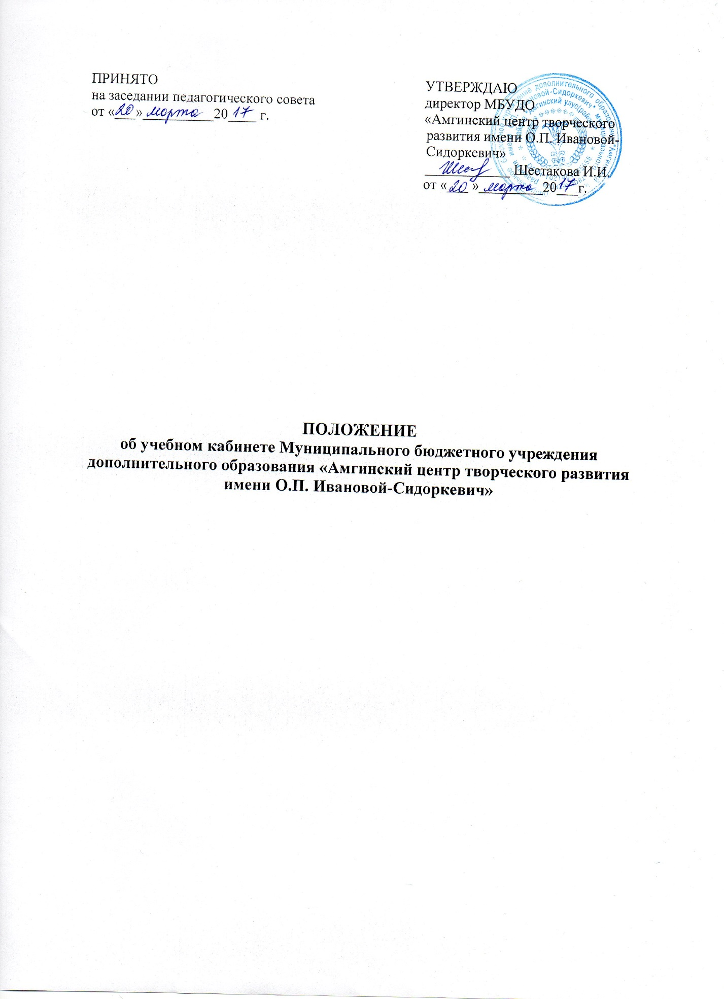 ПРИНЯТО
на заседании педагогического совета
от «20» марта 2017 г.
УТВЕРЖДАЮ
директор МБУДО
«Амгинский центр творческого
развития имени О.П. Ивановой-
Сидоркевич»
Шестакова И.И.
от «20» марта 2017 г.
ПОЛОЖЕНИЕ
об учебном кабинете Муниципального бюджетного учреждения
дополнительного образования «Амгинский центр творческого развития
имени О.П. Ивановой-Сидоркевич»